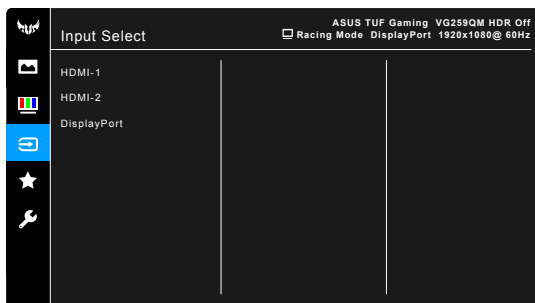 Input Select
ASUS TUF Gaming VG259QM HDR Off
Racing Mode DisplayPort 1920x1080@ 60Hz
HDMI-1
HDMI-2
DisplayPort